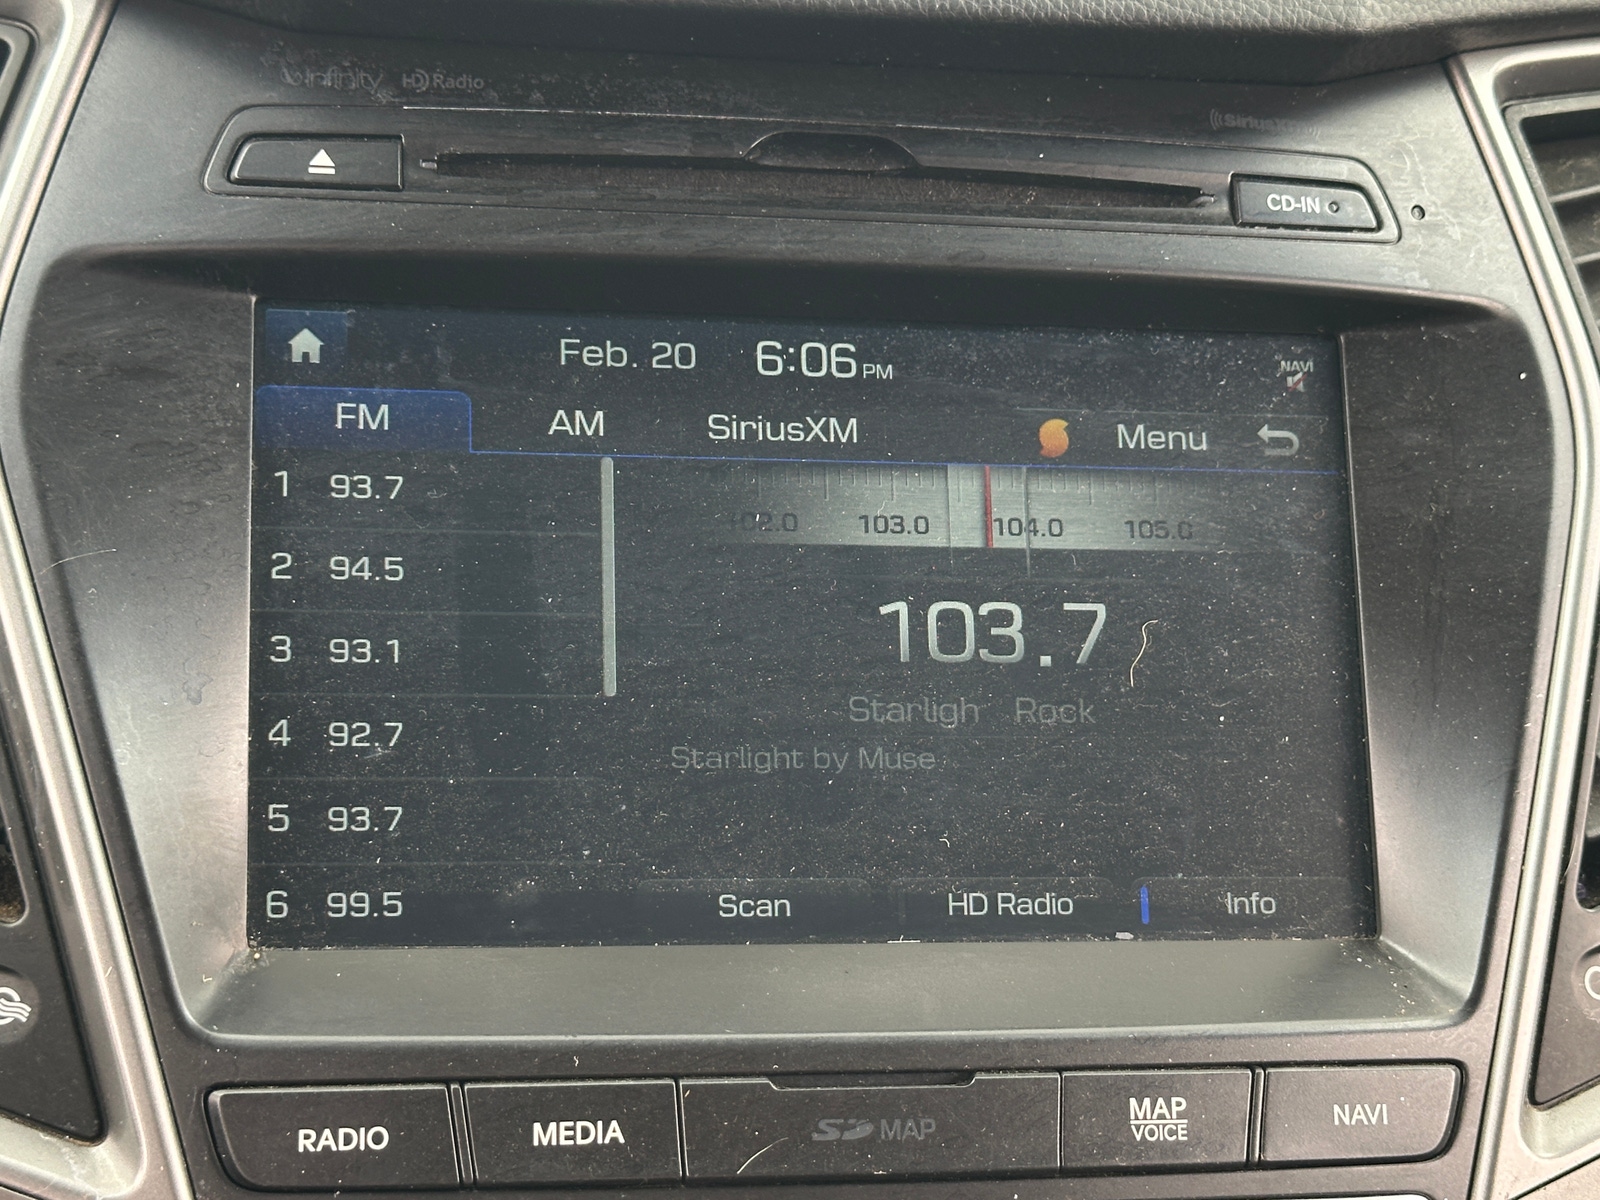 infinity HD Radio
SiriusXM
CD-IN
Feb. 20 6:06 PM
NAVI
FM AM SiriusXM Menu
1 93.7
2 94.5
3 93.1
4 92.7
5 93.7
6 99.5
102.0 103.0 104.0 105.0
103.7
Starligh Rock
Starlight by Muse
Scan HD Radio Info
RADIO MEDIA SD MAP MAP VOICE NAVI